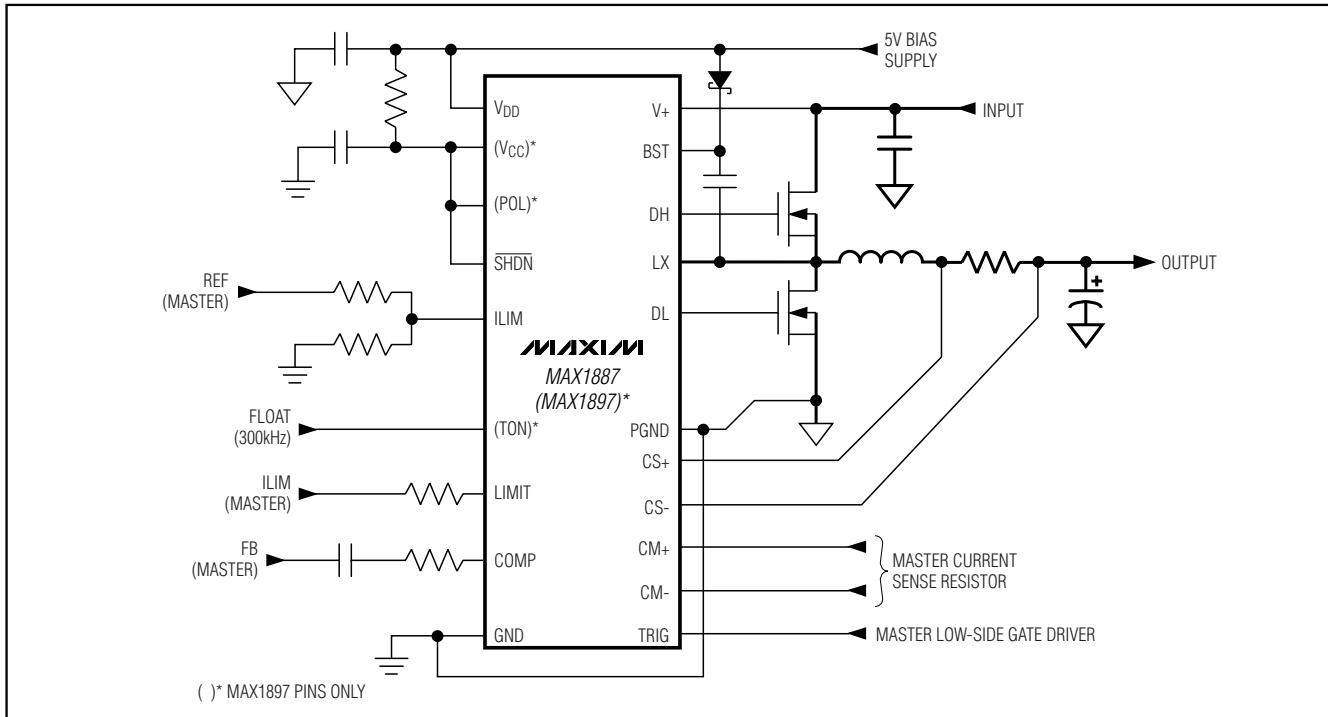 5V BIAS
SUPPLY
VDD
V+
INPUT
(VCC)*
BST
(POL)*
DH
SHDN
LX
OUTPUT
REF
(MASTER)
ILIM
DL
+
MAXIM
MAX1887
(MAX1897)*
FLOAT
(300kHz)
(TON)*
PGND
CS+
ILIM
(MASTER)
LIMIT
CS-
FB
(MASTER)
COMP
CM+
MASTER CURRENT
SENSE RESISTOR
CM-
GND
TRIG
MASTER LOW-SIDE GATE DRIVER
( )* MAX1897 PINS ONLY